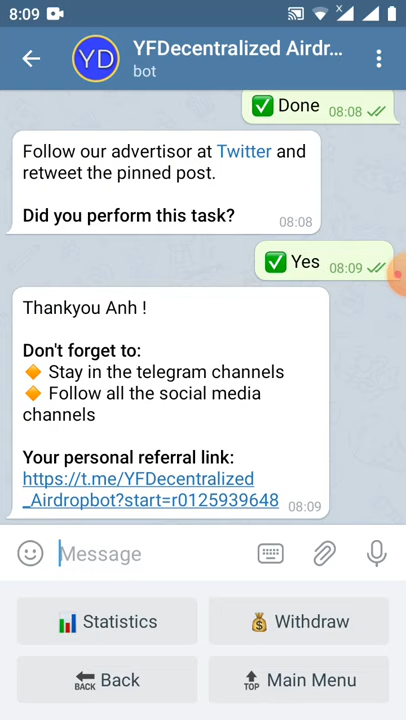 8:09
YD
YFDecentralized Airdr...
bot
Done 08:08
Follow our advertisor at Twitter and
retweet the pinned post.
Did you perform this task?
08:08
Yes 08:09
Thankyou Anh !
Don't forget to:
Stay in the telegram channels
Follow all the social media
channels
Your personal referral link:
https://t.me/YFDecentralized
_Airdropbot?start=r0125939648
08:09
Message
Statistics
Withdraw
BACK Back
TOP Main Menu